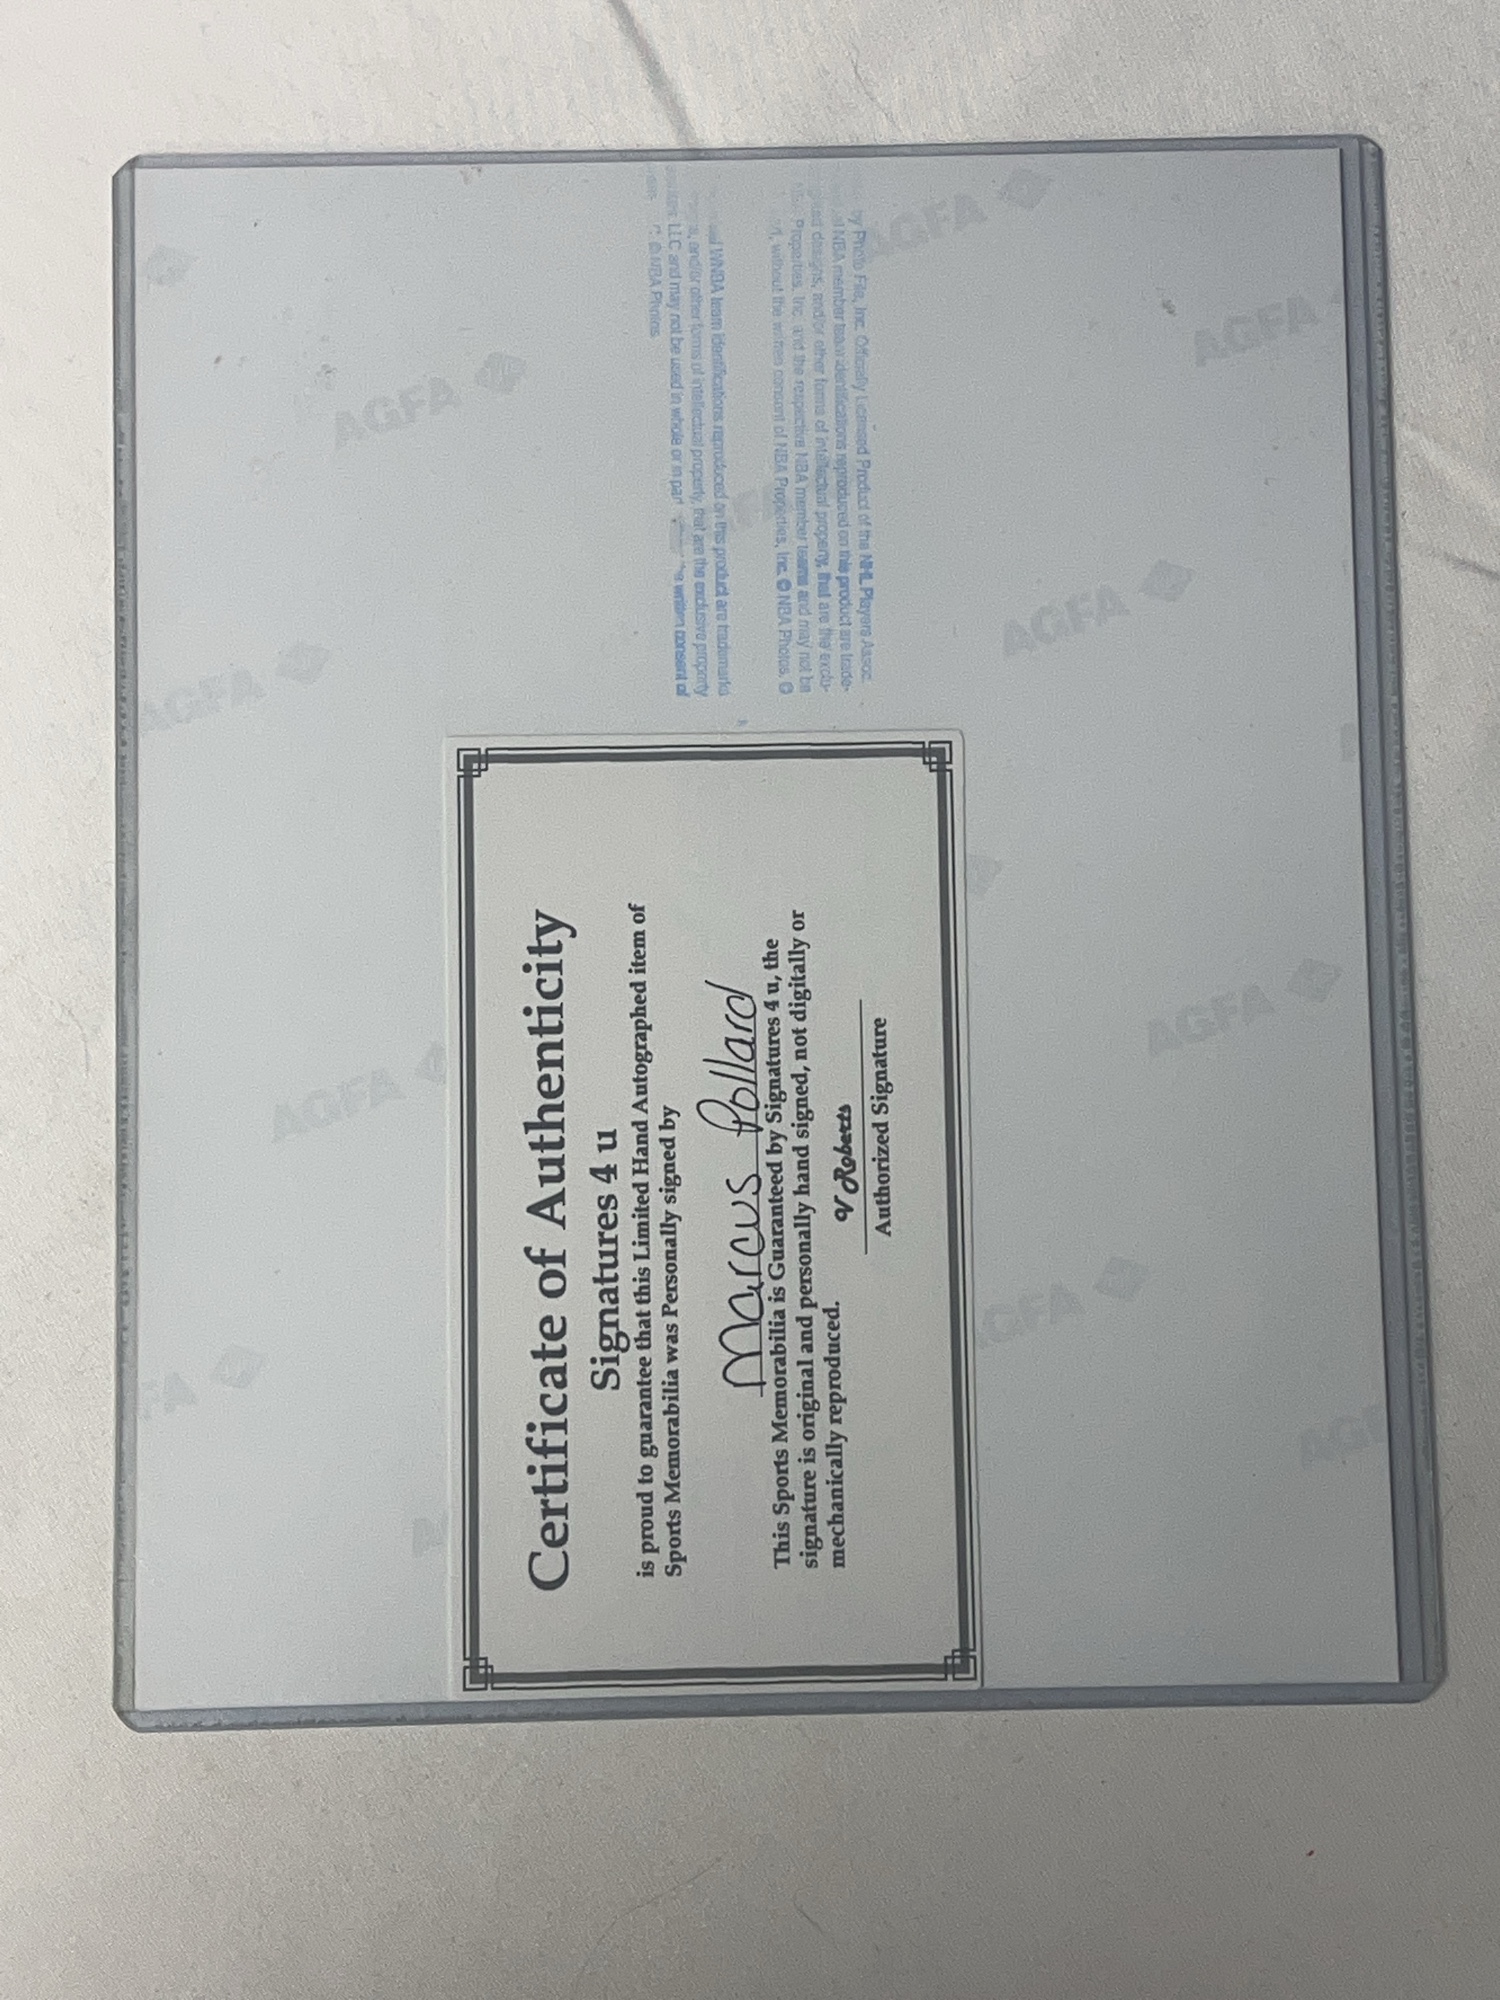 Certificate of Authenticity
Signatures 4 u
is proud to guarantee that this Limited Hand Autographed item of
Sports Memorabilia was Personally signed by
Marcus Pollard
This Sports Memorabilia is Guaranteed by Signatures 4 u, the
signature is original and personally hand signed, not digitally or
mechanically reproduced.
V Roberts
Authorized Signature
WNBA team identifications reproduced on this product are trademarks
and/or other forms of intellectual property, that are the exclusive property
LLC and may not be used in whole or in part written consent of
© NBA Photos
by Photo File, Inc. Officially Licensed Product of the NHL Players Assoc.
NBA member team identifications reproduced on this product are trade-
designs, and/or other forms of intellectual property, that are the exclu-
Properties, Inc. and the respective NBA member teams and may not be
without the written consent of NBA Properties, Inc. © NBA Photos. ©
AGFA
AGFA
AGFA
AGFA
AGFA
AGFA
AGFA
AGFA